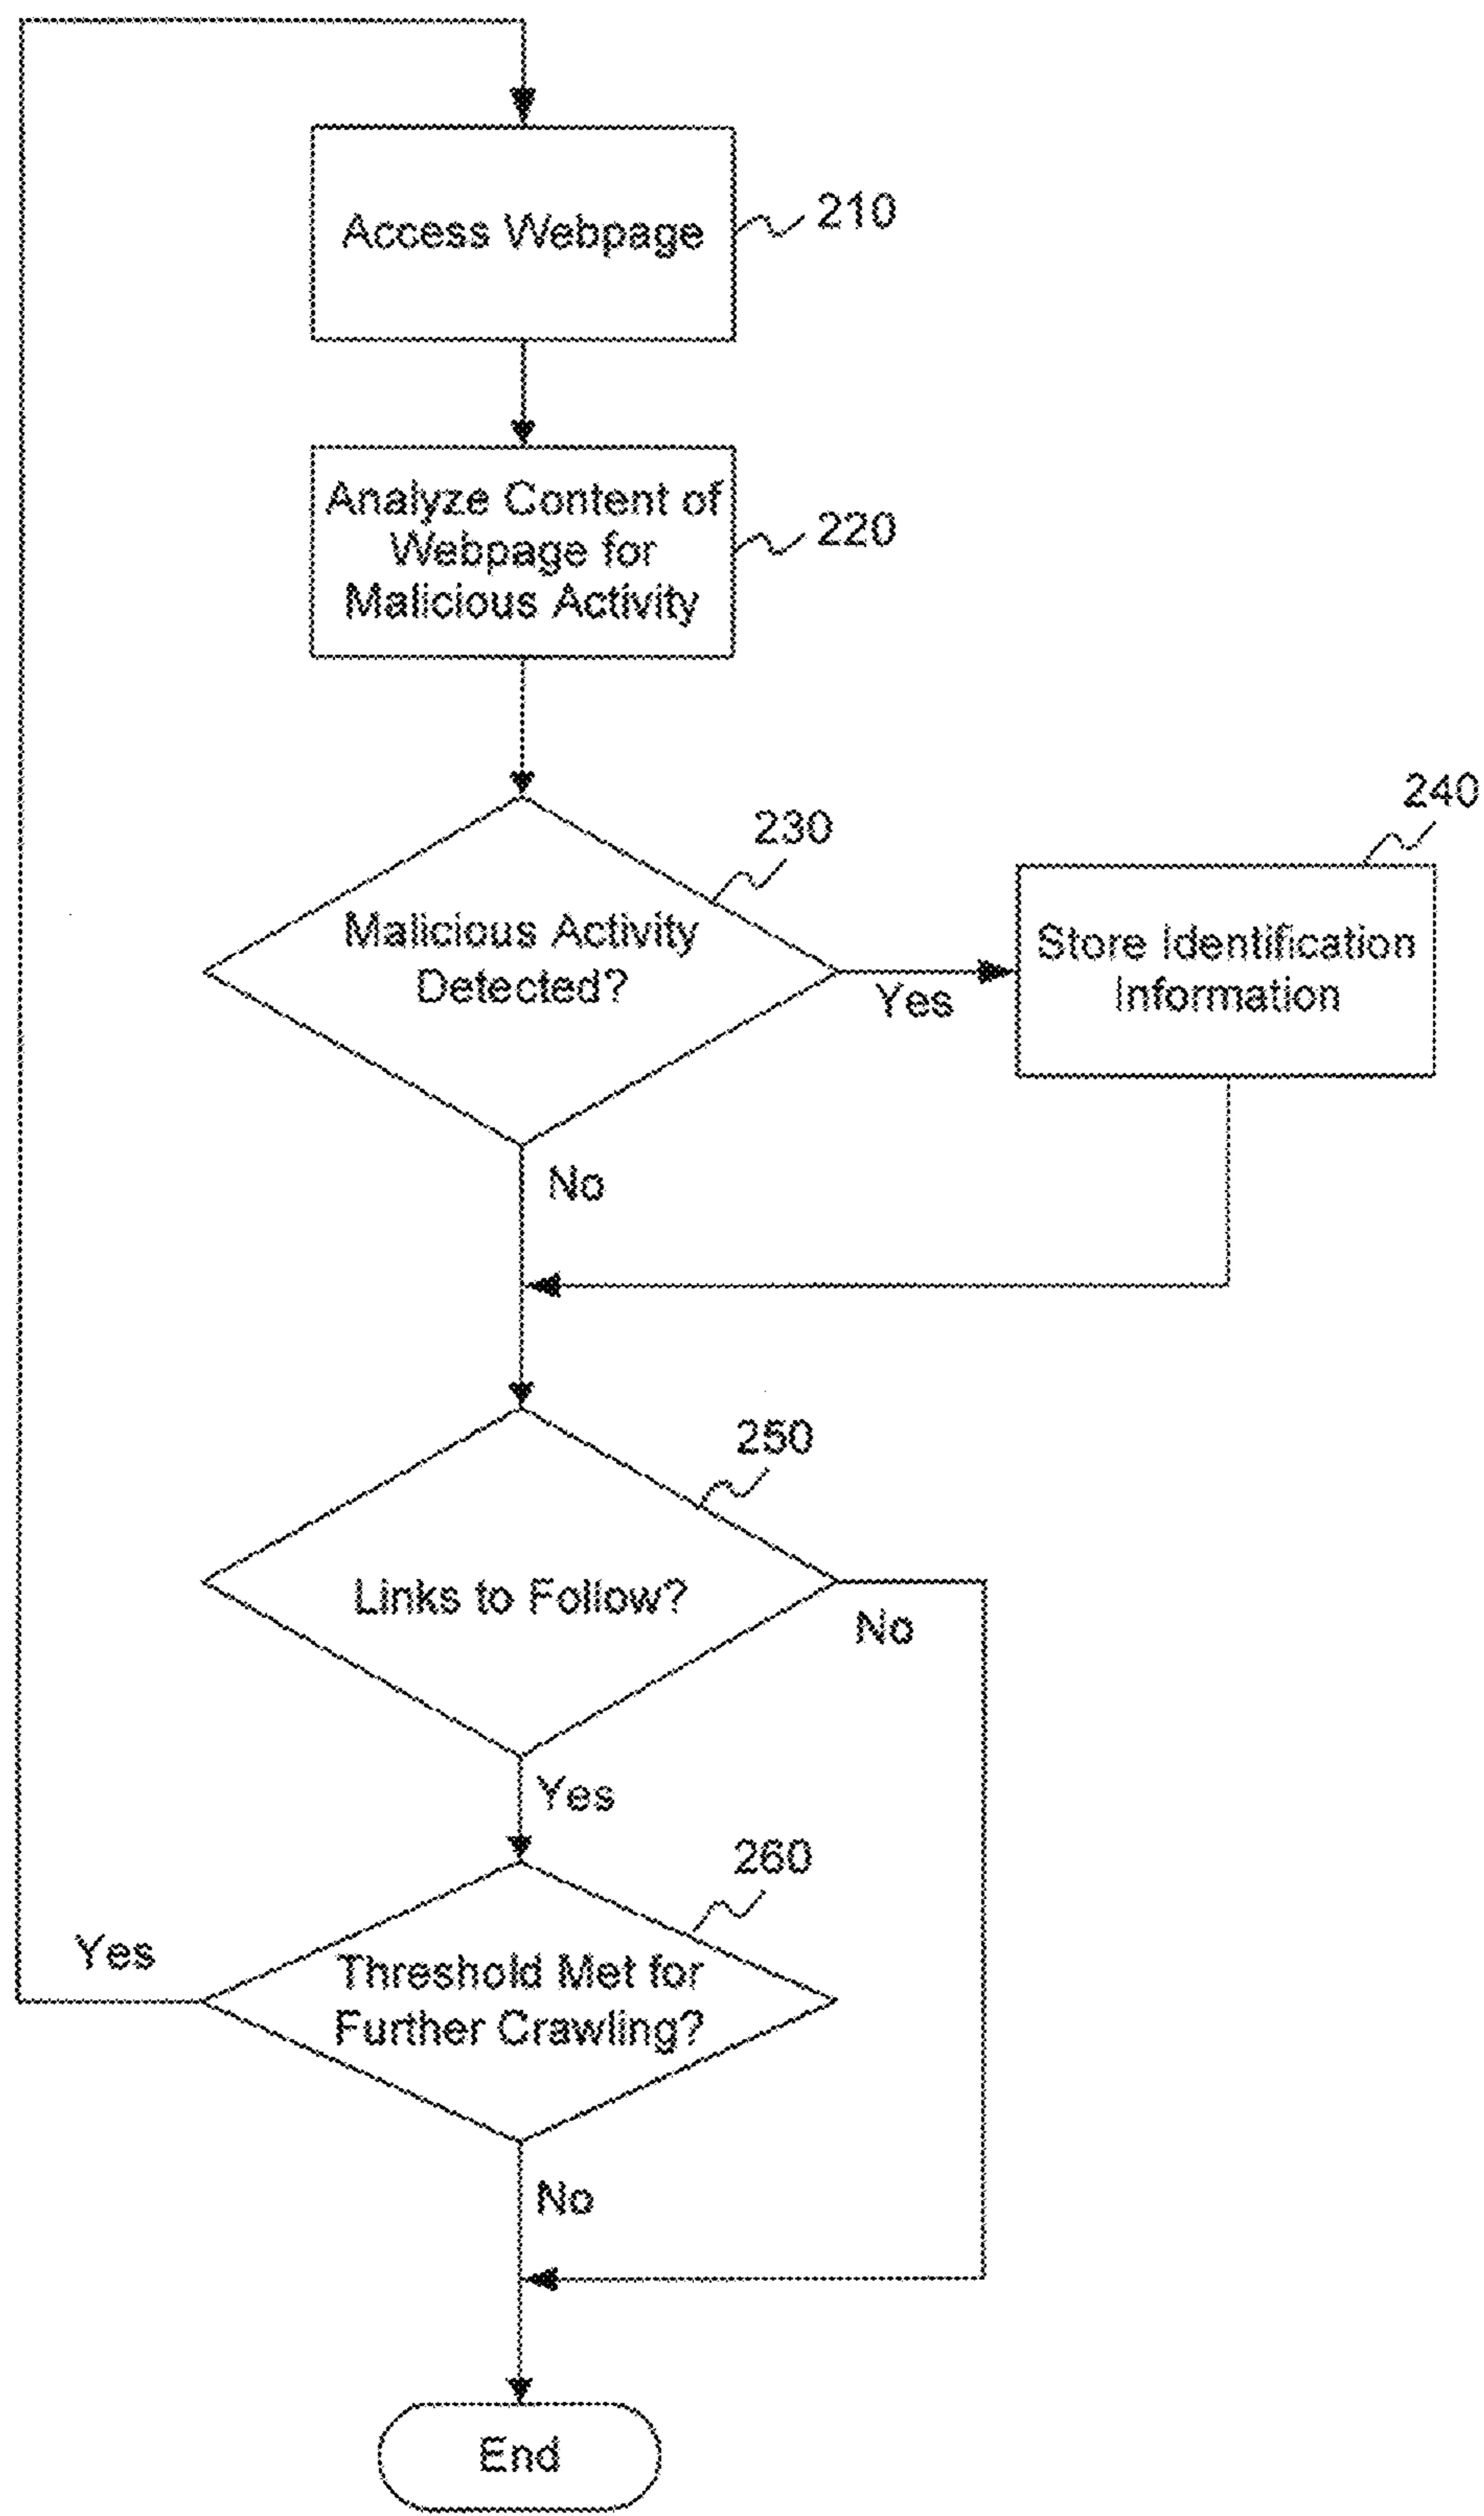 Access Webpage
210
Analyze Content of
Webpage for
Malicious Activity
220
230
Malicious Activity
Detected?
Yes
240
Store Identification
Information
No
250
Links to Follow?
No
Yes
260
Yes
Threshold Met for
Further Crawling?
No
End